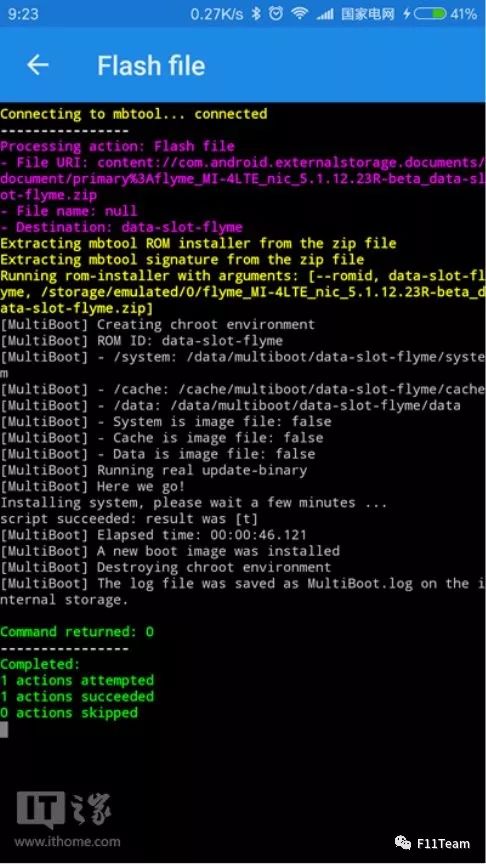 9:23 0.27K/s 国家电网 41%
Flash file
Connecting to mbtool... connected
----------------
Processing action: Flash file
- File URI: content://com.android.externalstorage.documents/
document/primary%3Aflyme_MI-4LTE_nic_5.1.12.23R-beta_data-sl
ot-flyme.zip
- File name: null
- Destination: data-slot-flyme
Extracting mbtool ROM installer from the zip file
Extracting mbtool signature from the zip file
Running rom-installer with arguments: [--romid, data-slot-fl
yme, /storage/emulated/0/flyme_MI-4LTE_nic_5.1.12.23R-beta_d
ata-slot-flyme.zip]
[MultiBoot] Creating chroot environment
[MultiBoot] ROM ID: data-slot-flyme
[MultiBoot] - /system: /data/multiboot/data-slot-flyme/syste
m
[MultiBoot] - /cache: /cache/multiboot/data-slot-flyme/cache
[MultiBoot] - /data: /data/multiboot/data-slot-flyme/data
[MultiBoot] - System is image file: false
[MultiBoot] - Cache is image file: false
[MultiBoot] - Data is image file: false
[MultiBoot] Running real update-binary
[MultiBoot] Here we go!
Installing system, please wait a few minutes ...
script succeeded: result was [t]
[MultiBoot] Elapsed time: 00:00:46.121
[MultiBoot] A new boot image was installed
[MultiBoot] Destroying chroot environment
[MultiBoot] The log file was saved as MultiBoot.log on the i
nternal storage.
Command returned: 0
----------------
Completed:
1 actions attempted
1 actions succeeded
0 actions skipped
IT之家
www.ithome.com
F11Team